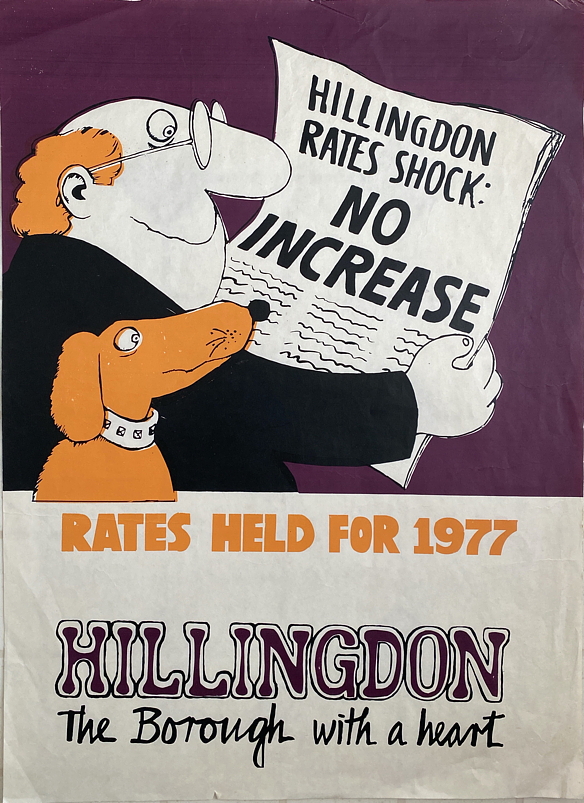 HILLINGDON
RATES SHOCK:
NO
INCREASE
RATES HELD FOR 1977
HILLINGDON
The Borough with a heart